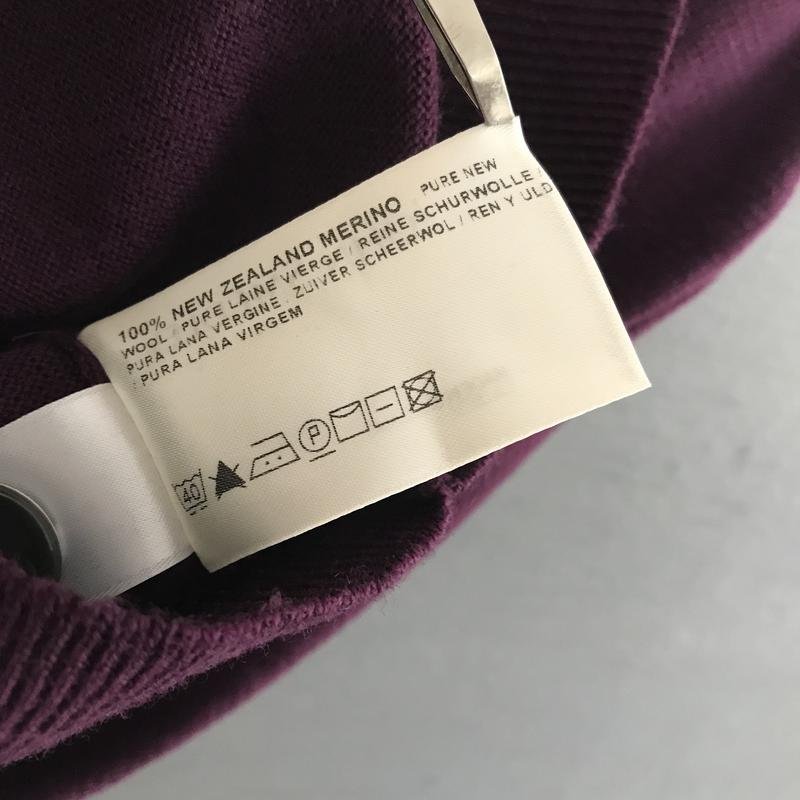 100% NEW ZEALAND MERINO PURE NEW
WOOL / PURE LAINE VIERGE / REINE SCHURWOLLE /
PURA LANA VERGINE / ZUIVER SCHEERWOL / REN Y ULD
: PURA LANA VIRGEM
40 P